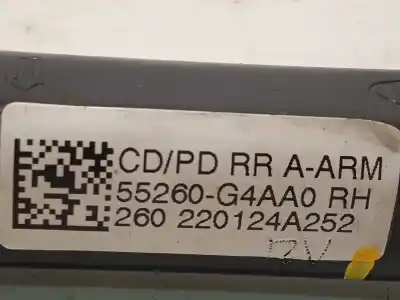 CD/PD RR A-ARM
55260-G4AA0 RH
260 220124A252